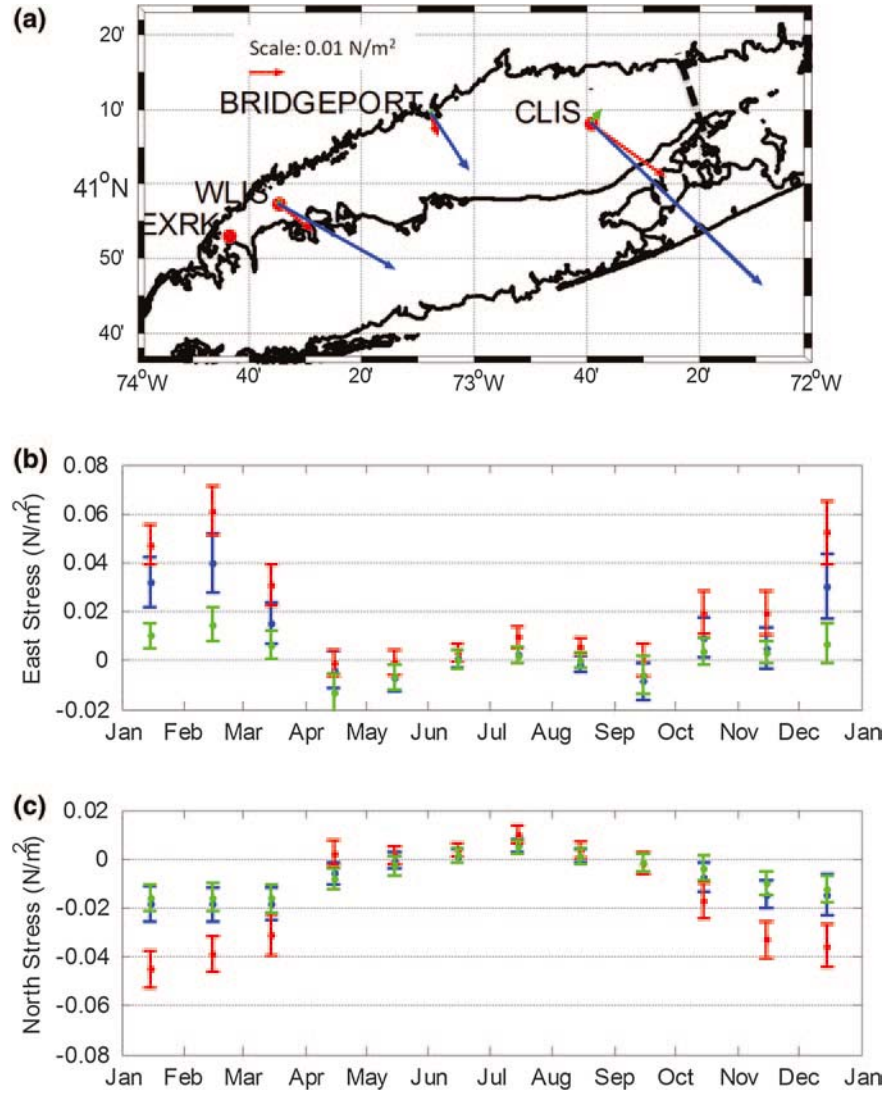 (a)
20'
Scale: 0.01 N/m²
BRIDGEPORT
CLIS
10'
41°N
WLIS
EXRK
50'
40'
74°W
20'
73°W
40'
20'
72°W
(b)
0.08
0.06
0.04
0.02
0
-0.02
East Stress (N/m²)
Jan Feb Mar Apr May Jun Jul Aug Sep Oct Nov Dec Jan
(c)
0.02
0
-0.02
-0.04
-0.06
-0.08
North Stress (N/m²)
Jan Feb Mar Apr May Jun Jul Aug Sep Oct Nov Dec Jan